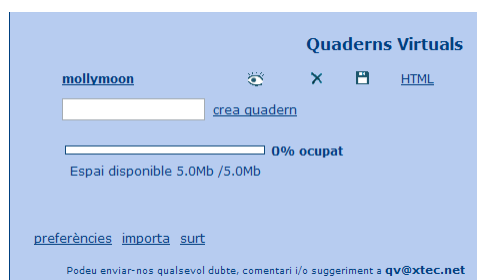 Quaderns Virtuals
mollymoon HTML
crea quadern
0% ocupat
Espai disponible 5.0Mb /5.0Mb
preferències importa surt
Podeu enviar-nos qualsevol dubte, comentari i/o suggeriment a qv@xtec.net